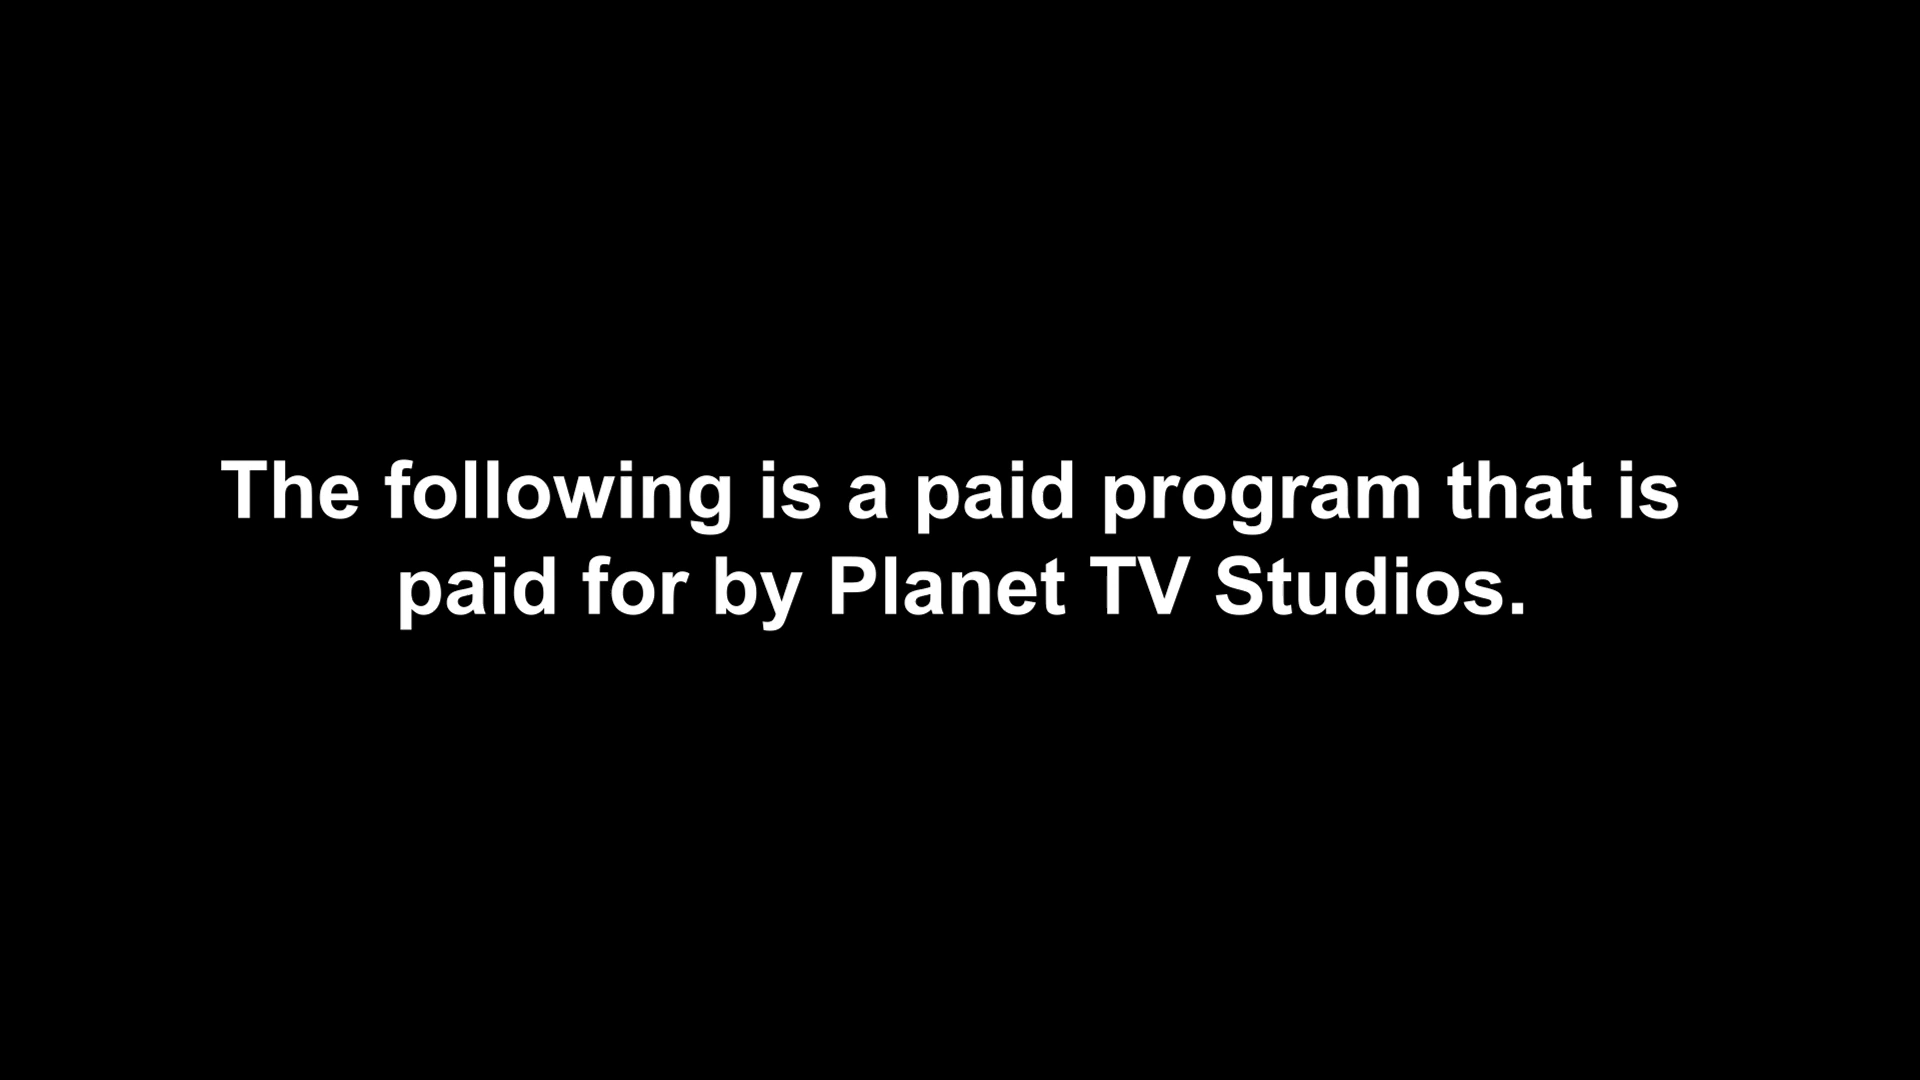 The following is a paid program that is
paid for by Planet TV Studios.